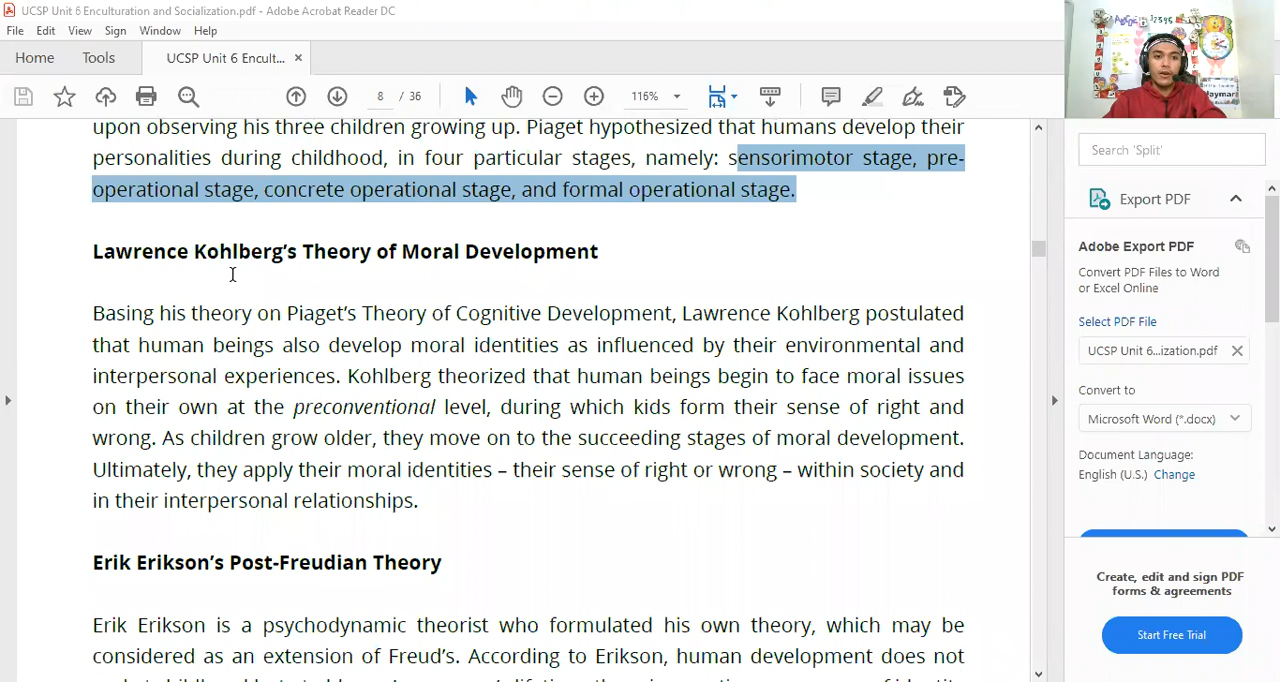 UCSP Unit 6 Enculturation and Socialization.pdf - Adobe Acrobat Reader DC
File Edit View Sign Window Help
Home Tools UCSP Unit 6 Encult... ×
8 / 36 116%
upon observing his three children growing up. Piaget hypothesized that humans develop their
personalities during childhood, in four particular stages, namely: sensorimotor stage, pre-
operational stage, concrete operational stage, and formal operational stage.
Lawrence Kohlberg's Theory of Moral Development
Basing his theory on Piaget's Theory of Cognitive Development, Lawrence Kohlberg postulated
that human beings also develop moral identities as influenced by their environmental and
interpersonal experiences. Kohlberg theorized that human beings begin to face moral issues
on their own at the preconventional level, during which kids form their sense of right and
wrong. As children grow older, they move on to the succeeding stages of moral development.
Ultimately, they apply their moral identities – their sense of right or wrong – within society and
in their interpersonal relationships.
Erik Erikson's Post-Freudian Theory
Erik Erikson is a psychodynamic theorist who formulated his own theory, which may be
considered as an extension of Freud's. According to Erikson, human development does not
Search 'Split'
Export PDF
Adobe Export PDF
Convert PDF Files to Word
or Excel Online
Select PDF File
UCSP Unit 6...ization.pdf
Convert to
Microsoft Word (*.docx)
Document Language:
English (U.S.) Change
Create, edit and sign PDF
forms & agreements
Start Free Trial